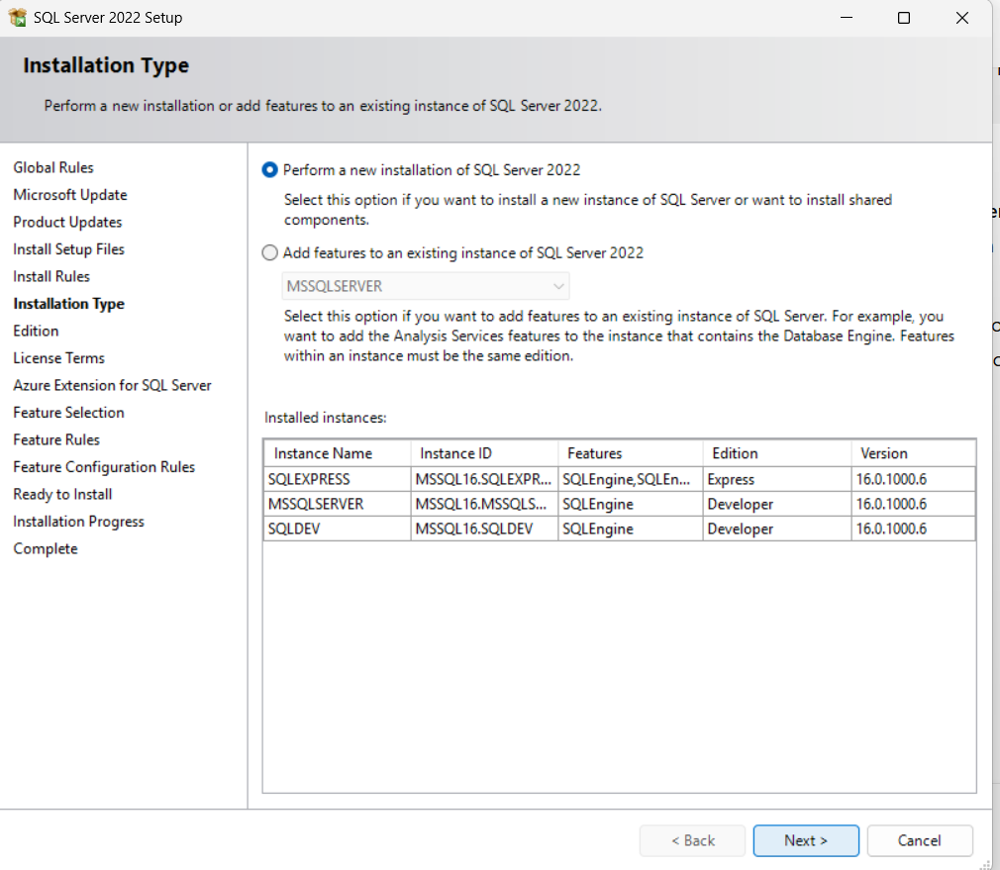 SQL Server 2022 Setup
Installation Type
Perform a new installation or add features to an existing instance of SQL Server 2022.
Global Rules
Microsoft Update
Product Updates
Install Setup Files
Install Rules
Installation Type
Edition
License Terms
Azure Extension for SQL Server
Feature Selection
Feature Rules
Feature Configuration Rules
Ready to Install
Installation Progress
Complete
Perform a new installation of SQL Server 2022
Select this option if you want to install a new instance of SQL Server or want to install shared
components.
Add features to an existing instance of SQL Server 2022
MSSQLSERVER
Select this option if you want to add features to an existing instance of SQL Server. For example, you
want to add the Analysis Services features to the instance that contains the Database Engine. Features
within an instance must be the same edition.
Installed instances:
Instance Name Instance ID Features Edition Version
SQLEXPRESS MSSQL16.SQLEXPR... SQLEngine,SQLEn... Express 16.0.1000.6
MSSQLSERVER MSSQL16.MSSQLS... SQLEngine Developer 16.0.1000.6
SQLDEV MSSQL16.SQLDEV SQLEngine Developer 16.0.1000.6
< Back Next > Cancel